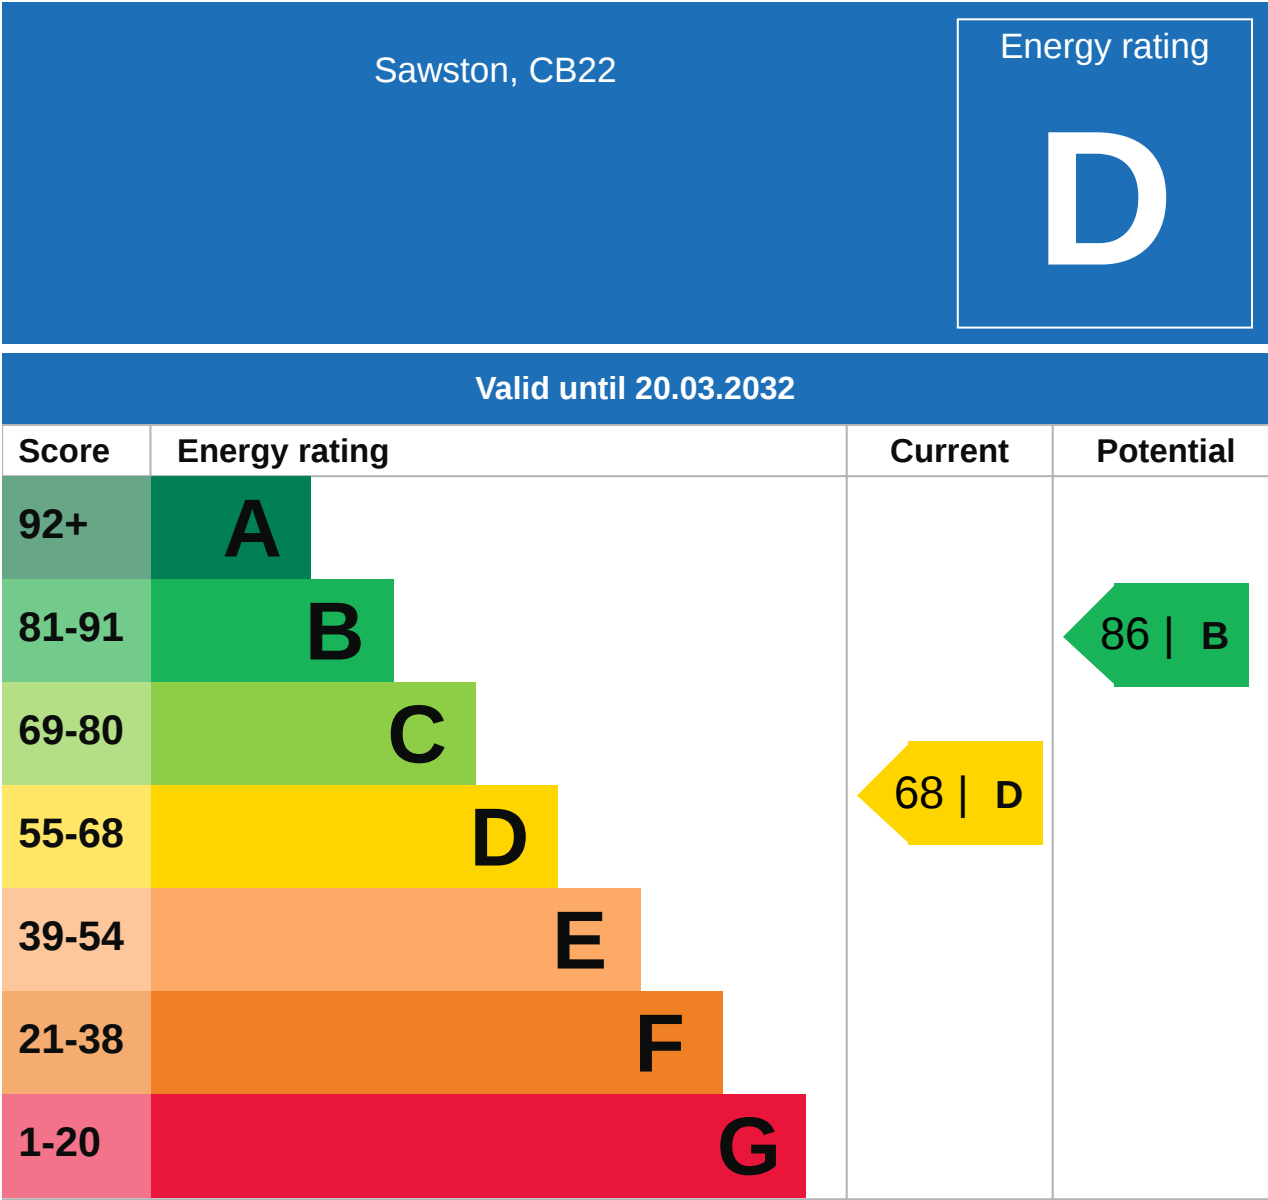 Sawston, CB22
Energy rating
D
Valid until 20.03.2032
Score Energy rating Current Potential
92+ A
81-91 B 86 | B
69-80 C
68 | D
55-68 D
39-54 E
21-38 F
1-20 G